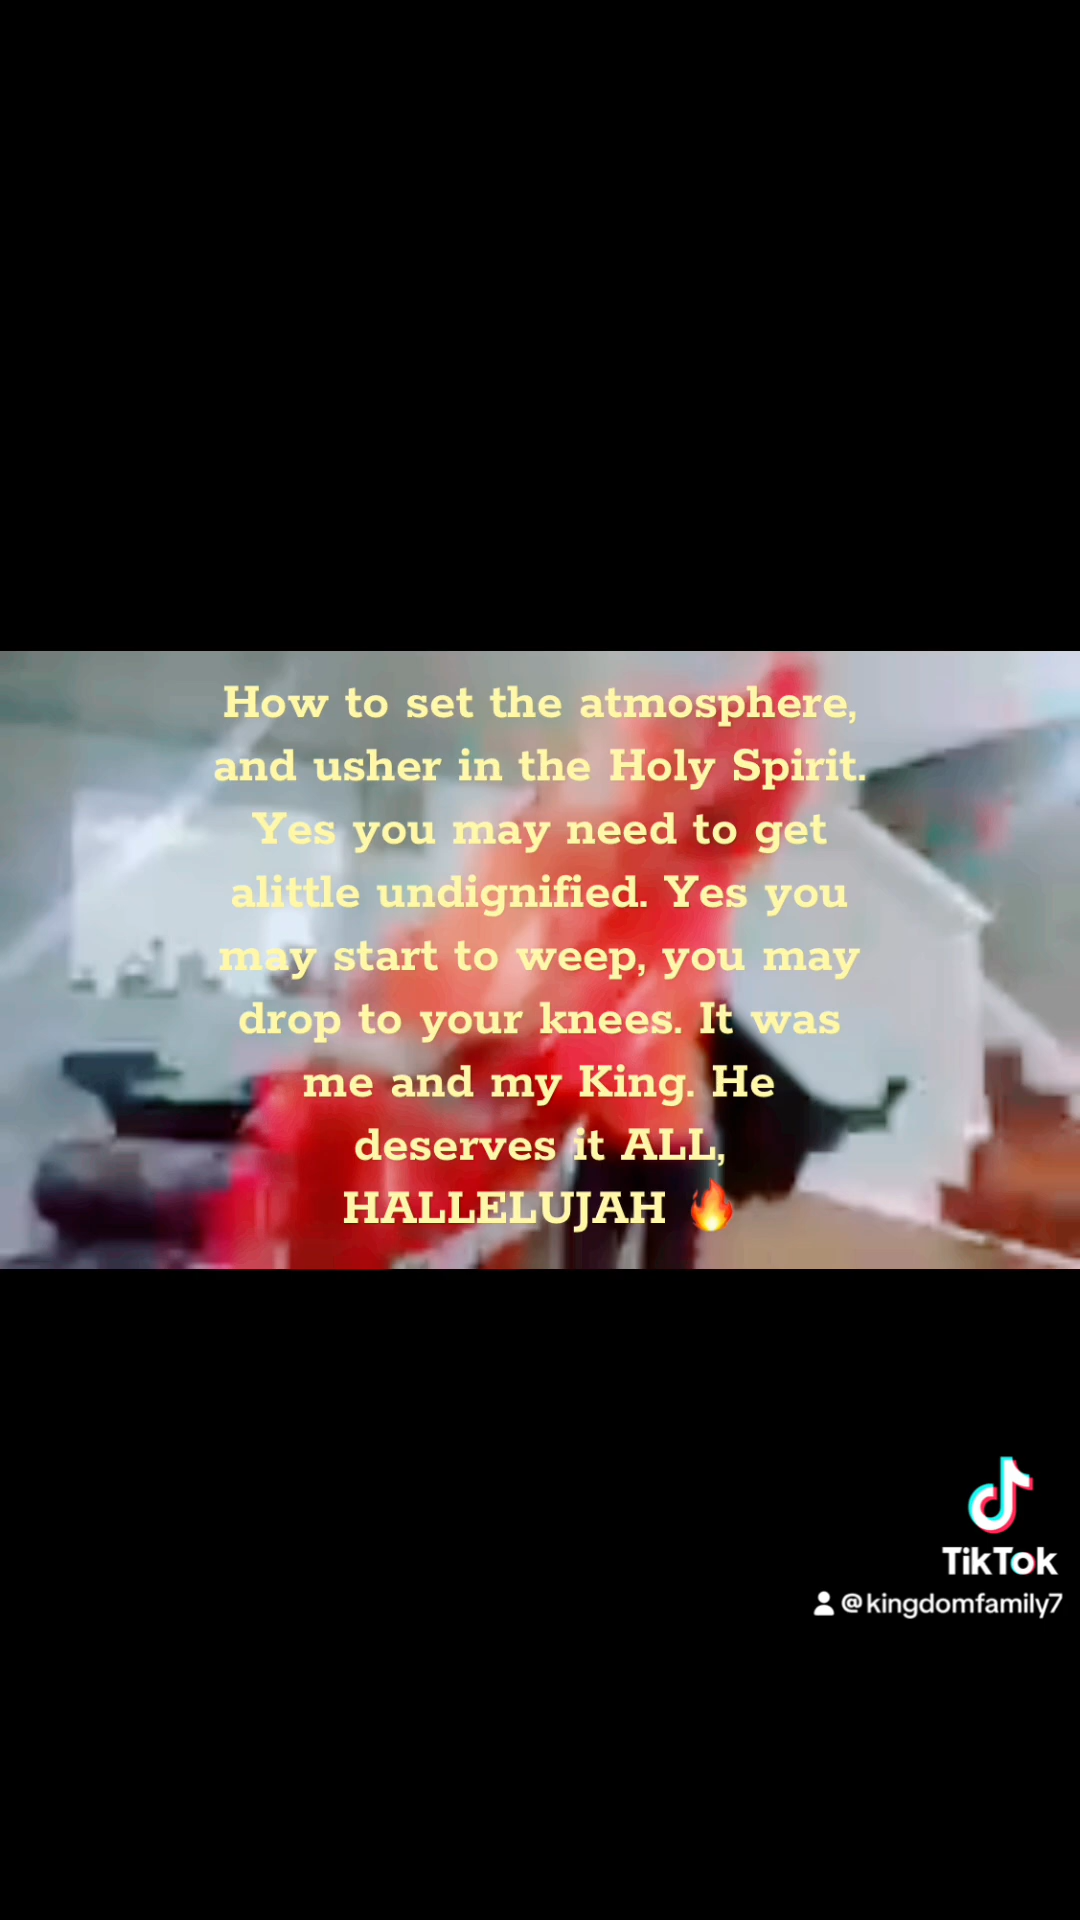 How to set the atmosphere,
and usher in the Holy Spirit.
Yes you may need to get
alittle undignified. Yes you
may start to weep, you may
drop to your knees. It was
me and my King. He
deserves it ALL,
HALLELUJAH 🔥
TikTok
@kingdomfamily7